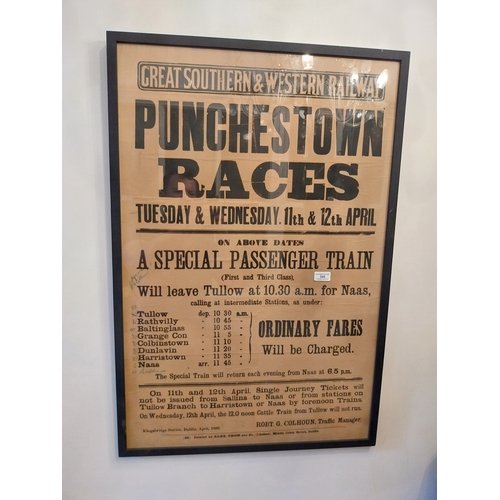 GREAT SOUTHERN & WESTERN RAILWAY
PUNCHESTOWN
RACES
TUESDAY & WEDNESDAY, 11th & 12th APRIL
ON ABOVE DATES
A SPECIAL PASSENGER TRAIN
(First and Third Class),
Will leave Tullow at 10.30 a.m. for Naas,
calling at intermediate Stations, as under:
Tullow dep. 10 30 a.m.
Rathvilly " 10 45 "
Baltinglass " 10 55 "
Grange Con " 11 5 "
Colbinstown " 11 10 "
Dunlavin " 11 20 "
Harristown " 11 35 "
Naas arr. 11 45 "
ORDINARY FARES
Will be Charged.
The Special Train will return each evening from Naas at 6.5 p.m.
On 11th and 12th April Single Journey Tickets will
not be issued from Sallins to Naas or from stations on
Tullow Branch to Harristown or Naas by forenoon Trains.
On Wednesday, 12th April, the 12.0 noon Cattle Train from Tullow will not run.
ROBT. G. COLHOUN, Traffic Manager.
Kingsbridge Station, Dublin, April,